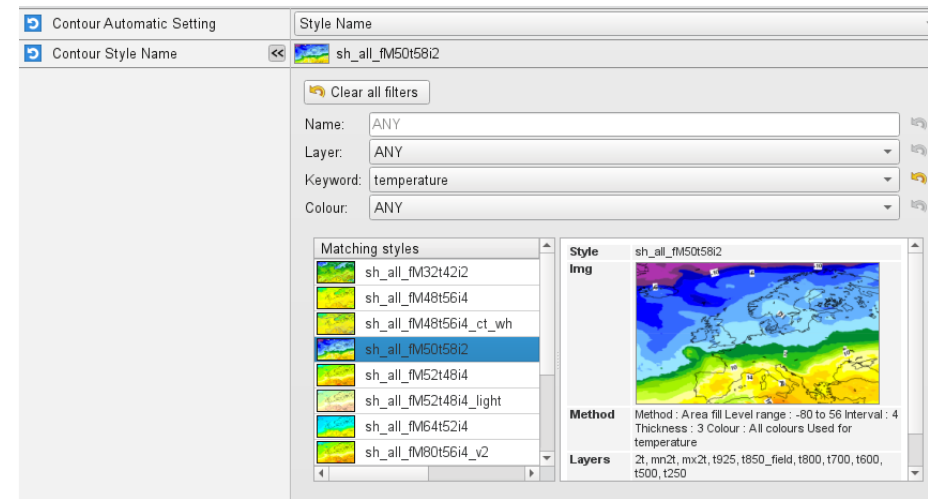 Contour Automatic Setting
Style Name
Contour Style Name
sh_all_fM50t58i2
Clear all filters
Name:
ANY
Layer:
ANY
Keyword:
temperature
Colour:
ANY
Matching styles
sh_all_fM32t42i2
sh_all_fM48t56i4
sh_all_fM48t56i4_ct_wh
sh_all_fM50t58i2
sh_all_fM52t48i4
sh_all_fM52t48i4_light
sh_all_fM64t52i4
sh_all_fM80t56i4_v2
Style
sh_all_fM50t58i2
Img
Method
Method : Area fill Level range : -80 to 56 Interval : 4
Thickness : 3 Colour : All colours Used for
temperature
Layers
2t, mn2t, mx2t, t925, t850_field, t800, t700, t600,
t500, t250